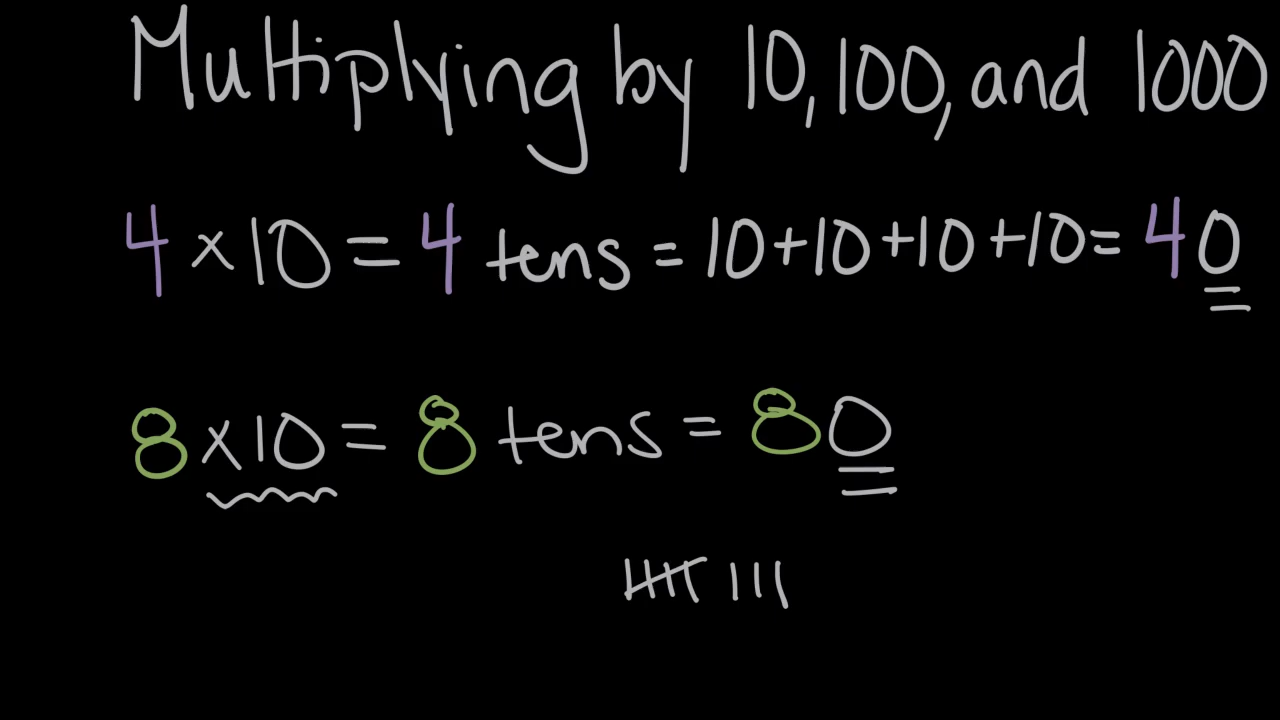 Multiplying by 10, 100, and 1000
4 × 10 = 4 tens = 10 + 10 + 10 + 10 = 40
8 × 10 = 8 tens = 80